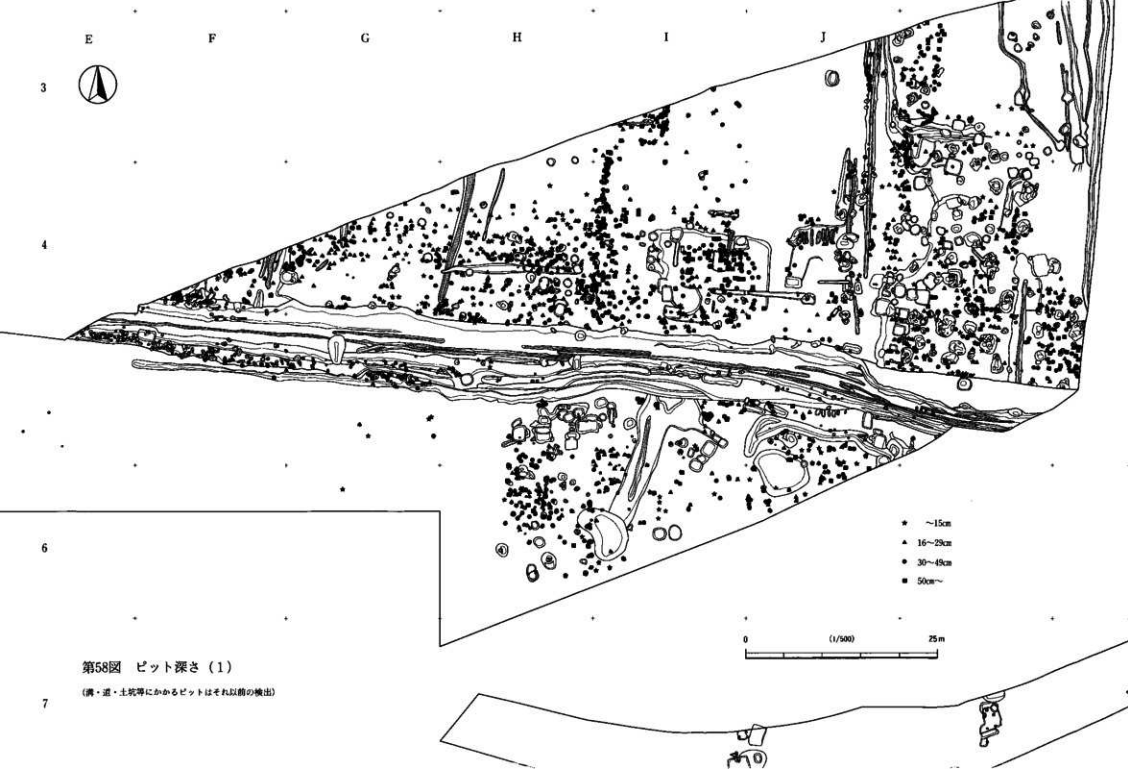 E F G H I J
3
4
6
7
★ ～15cm
▲ 16～29cm
● 30～49cm
■ 50cm～
0 (1/500) 25m
第58図 ピット深さ（1）
（溝・道・土坑等にかかるピットはそれ以前の検出）